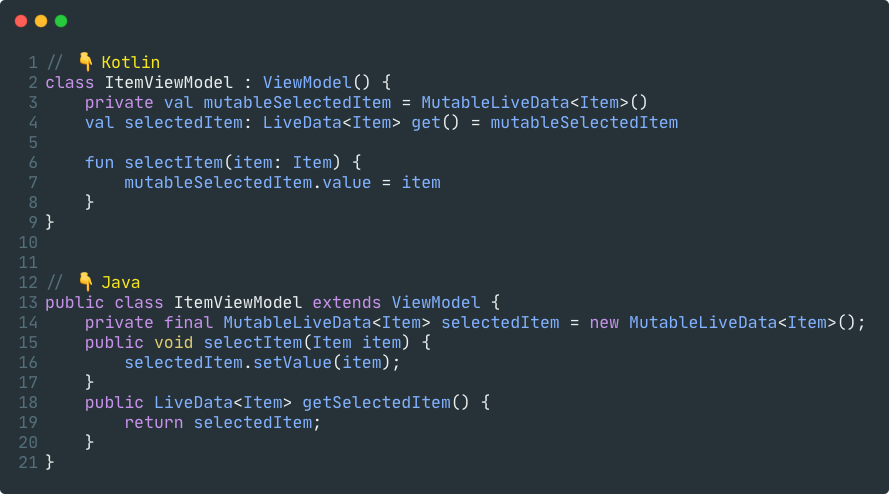 1 // 👇 Kotlin
2 class ItemViewModel : ViewModel() {
3     private val mutableSelectedItem = MutableLiveData<Item>()
4     val selectedItem: LiveData<Item> get() = mutableSelectedItem
5
6     fun selectItem(item: Item) {
7         mutableSelectedItem.value = item
8     }
9 }
10
11
12 // 👇 Java
13 public class ItemViewModel extends ViewModel {
14     private final MutableLiveData<Item> selectedItem = new MutableLiveData<Item>();
15     public void selectItem(Item item) {
16         selectedItem.setValue(item);
17     }
18     public LiveData<Item> getSelectedItem() {
19         return selectedItem;
20     }
21 }